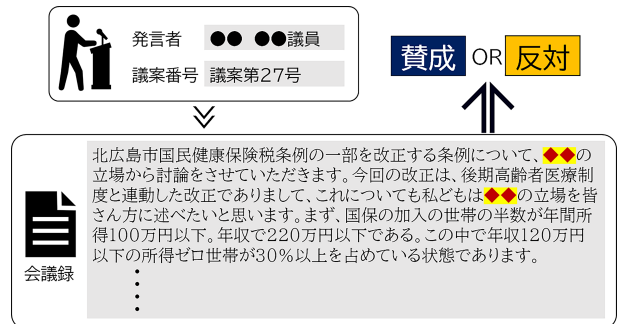 発言者 ●● ●●議員
議案番号 議案第27号
賛成 OR 反対
北広島市国民健康保険税条例の一部を改正する条例について、◆◆の
立場から討論をさせていただきます。今回の改正は、後期高齢者医療制
度と連動した改正でありまして、これについても私どもは◆◆の立場を皆
さん方に述べたいと思います。まず、国保の加入の世帯の半数が年間所
得100万円以下。年収で220万円以下である。この中で年収120万円
以下の所得ゼロ世帯が30%以上を占めている状態であります。
会議録